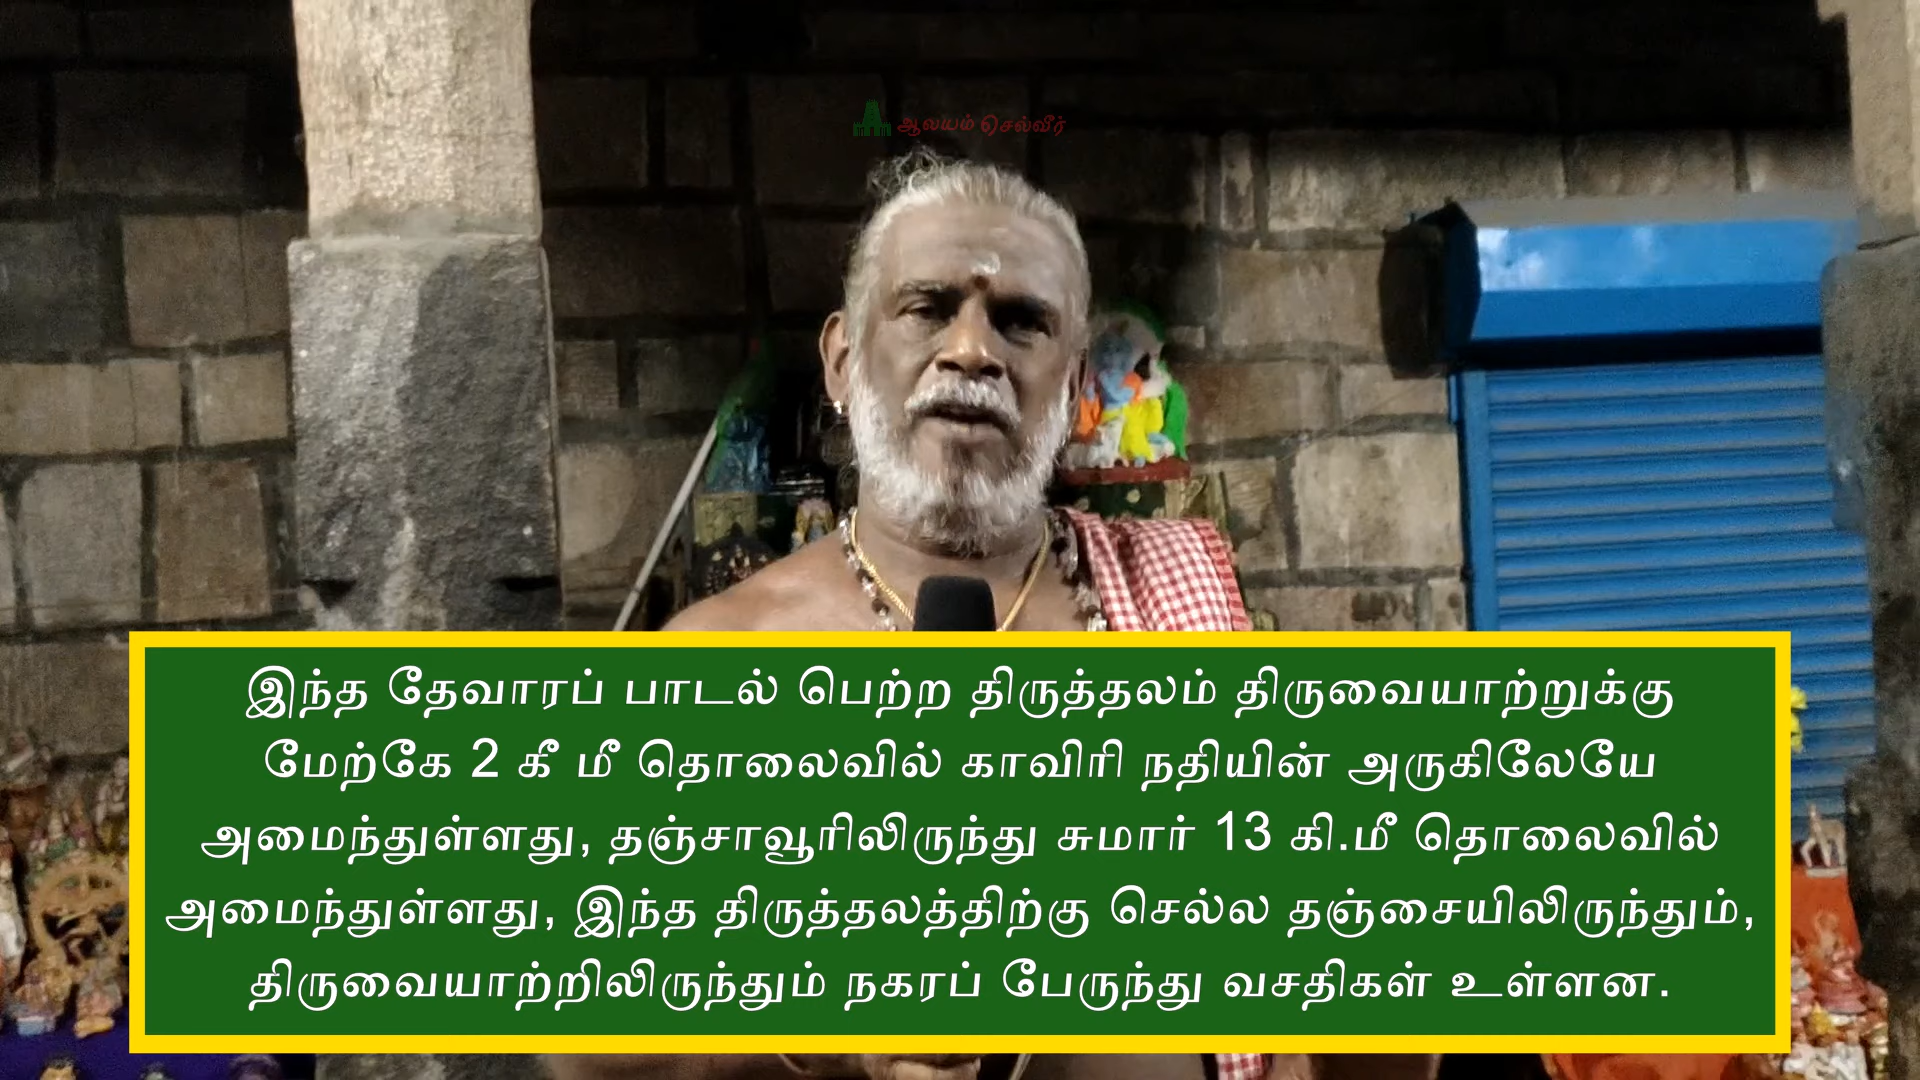 ஆலயம் செல்வீர்
இந்த தேவாரப் பாடல் பெற்ற திருத்தலம் திருவையாற்றுக்கு
மேற்கே 2 கீ மீ தொலைவில் காவிரி நதியின் அருகிலேயே
அமைந்துள்ளது, தஞ்சாவூரிலிருந்து சுமார் 13 கி.மீ தொலைவில்
அமைந்துள்ளது, இந்த திருத்தலத்திற்கு செல்ல தஞ்சையிலிருந்தும்,
திருவையாற்றிலிருந்தும் நகரப் பேருந்து வசதிகள் உள்ளன.